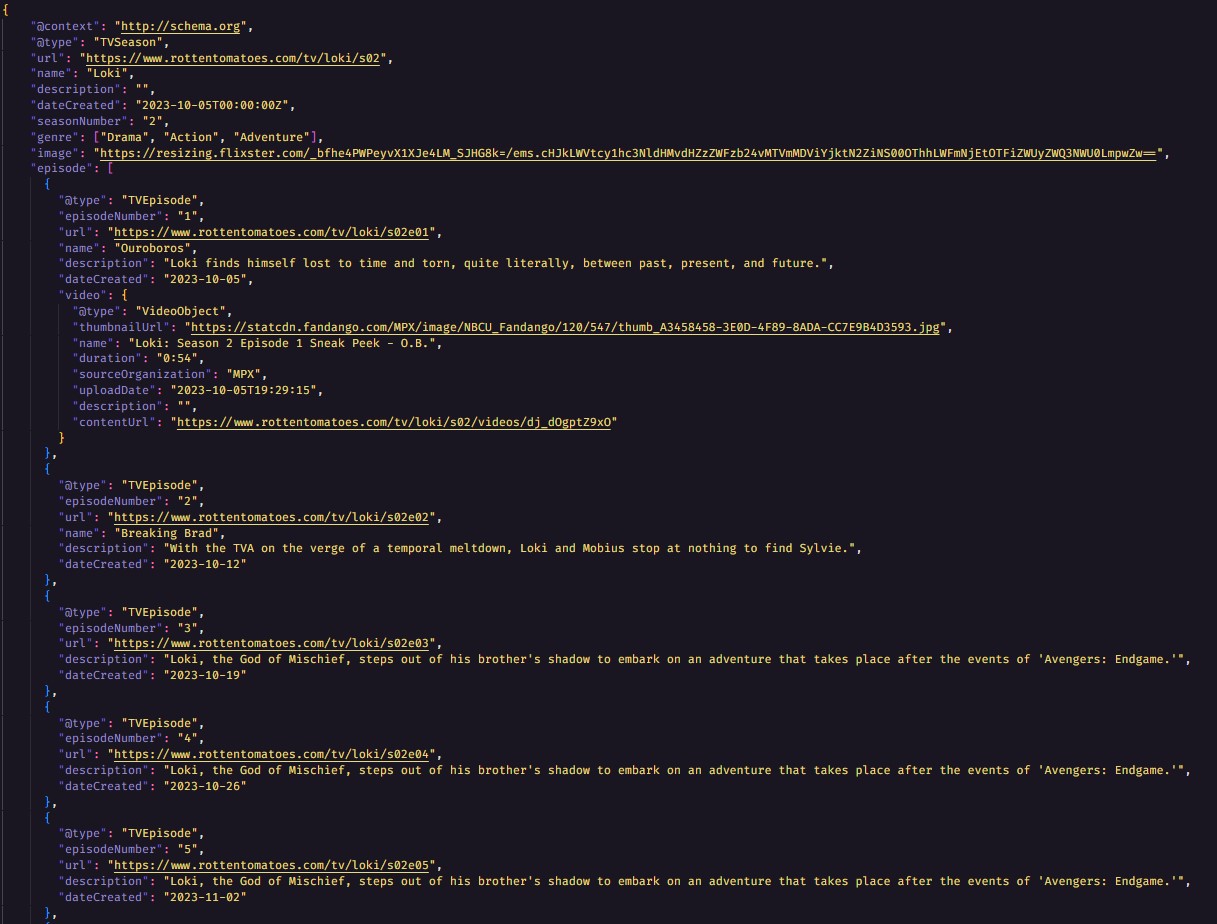 {
"@context": "http://schema.org",
"@type": "TVSeason",
"url": "https://www.rottentomatoes.com/tv/loki/s02",
"name": "Loki",
"description": "",
"dateCreated": "2023-10-05T00:00:00Z",
"seasonNumber": "2",
"genre": ["Drama", "Action", "Adventure"],
"image": "https://resizing.flixster.com/_bfhe4PWPeyvX1XJe4LM_SJHG8k=/ems.cHJkLWVtcy1hc3NldHMvdHZzZWFzb24vMTVmMDViYjktN2ZiNS00OThhLWFmNjEtOTFiZWUyZWQ3NWU0LmpwZw==",
"episode": [
{
"@type": "TVEpisode",
"episodeNumber": "1",
"url": "https://www.rottentomatoes.com/tv/loki/s02e01",
"name": "Ouroboros",
"description": "Loki finds himself lost to time and torn, quite literally, between past, present, and future.",
"dateCreated": "2023-10-05",
"video": {
"@type": "VideoObject",
"thumbnailUrl": "https://statcdn.fandango.com/MPX/image/NBCU_Fandango/120/547/thumb_A3458458-3E0D-4F89-8ADA-CC7E9B4D3593.jpg",
"name": "Loki: Season 2 Episode 1 Sneak Peek - O.B.",
"duration": "0:54",
"sourceOrganization": "MPX",
"uploadDate": "2023-10-05T19:29:15",
"description": "",
"contentUrl": "https://www.rottentomatoes.com/tv/loki/s02/videos/dj_dOgptZ9xO"
}
},
{
"@type": "TVEpisode",
"episodeNumber": "2",
"url": "https://www.rottentomatoes.com/tv/loki/s02e02",
"name": "Breaking Brad",
"description": "With the TVA on the verge of a temporal meltdown, Loki and Mobius stop at nothing to find Sylvie.",
"dateCreated": "2023-10-12"
},
{
"@type": "TVEpisode",
"episodeNumber": "3",
"url": "https://www.rottentomatoes.com/tv/loki/s02e03",
"description": "Loki, the God of Mischief, steps out of his brother's shadow to embark on an adventure that takes place after the events of 'Avengers: Endgame.'",
"dateCreated": "2023-10-19"
},
{
"@type": "TVEpisode",
"episodeNumber": "4",
"url": "https://www.rottentomatoes.com/tv/loki/s02e04",
"description": "Loki, the God of Mischief, steps out of his brother's shadow to embark on an adventure that takes place after the events of 'Avengers: Endgame.'",
"dateCreated": "2023-10-26"
},
{
"@type": "TVEpisode",
"episodeNumber": "5",
"url": "https://www.rottentomatoes.com/tv/loki/s02e05",
"description": "Loki, the God of Mischief, steps out of his brother's shadow to embark on an adventure that takes place after the events of 'Avengers: Endgame.'",
"dateCreated": "2023-11-02"
},
{